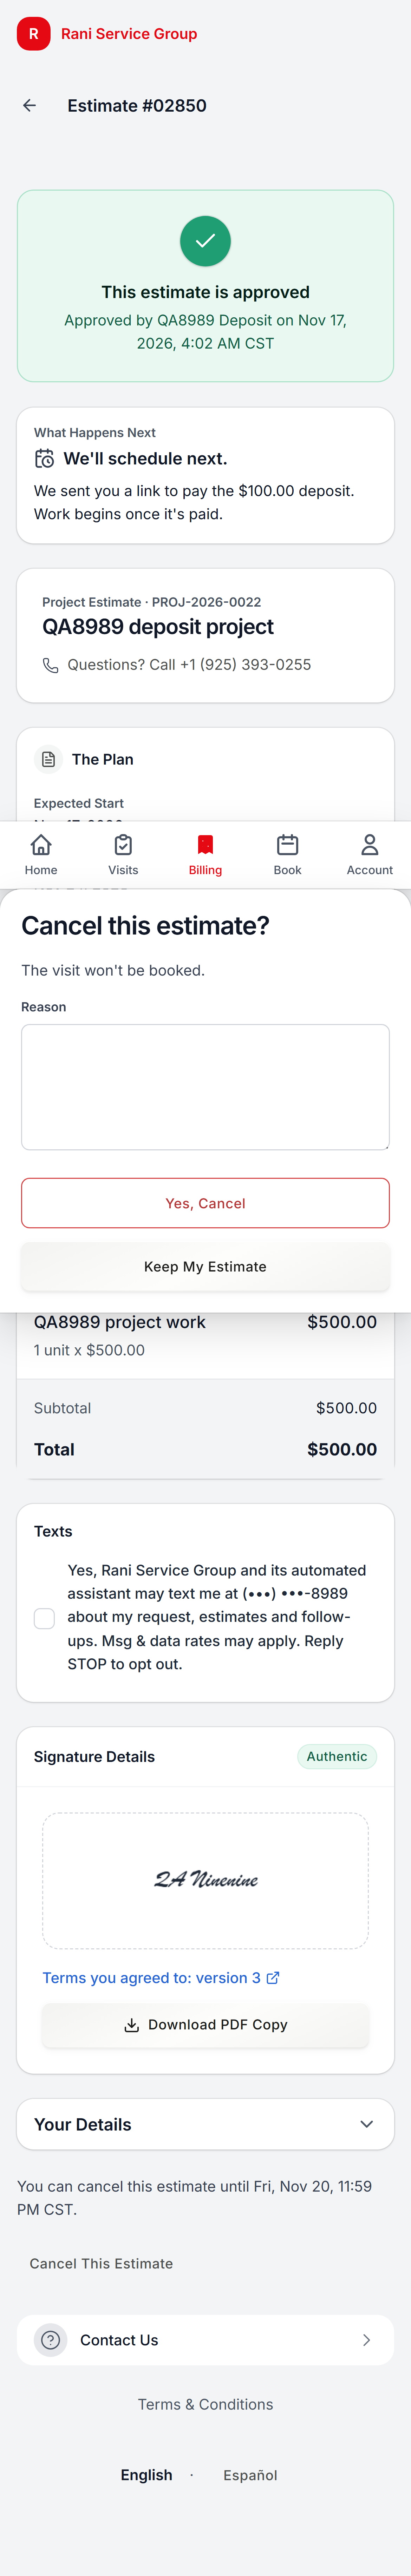 R
Rani Service Group
Estimate #02850
This estimate is approved
Approved by QA8989 Deposit on Nov 17,
2026, 4:02 AM CST
What Happens Next
We'll schedule next.
We sent you a link to pay the $100.00 deposit.
Work begins once it's paid.
Project Estimate · PROJ-2026-0022
QA8989 deposit project
Questions? Call +1 (925) 393-0255
The Plan
Expected Start
Home
Visits
Billing
Book
Account
Cancel this estimate?
The visit won't be booked.
Reason
Yes, Cancel
Keep My Estimate
QA8989 project work $500.00
1 unit x $500.00
Subtotal $500.00
Total $500.00
Texts
Yes, Rani Service Group and its automated
assistant may text me at (•••) •••-8989
about my request, estimates and follow-
ups. Msg & data rates may apply. Reply
STOP to opt out.
Signature Details Authentic
QA Ninenine
Terms you agreed to: version 3
Download PDF Copy
Your Details
You can cancel this estimate until Fri, Nov 20, 11:59
PM CST.
Cancel This Estimate
Contact Us
Terms & Conditions
English · Español